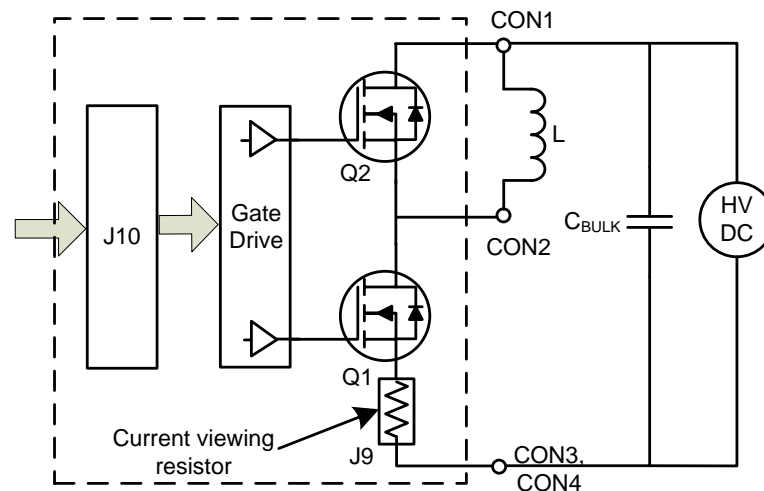 CON1
Q2
L
J10
Gate
Drive
CON2
C_BULK
HV
DC
Q1
Current viewing
resistor
J9
CON3,
CON4